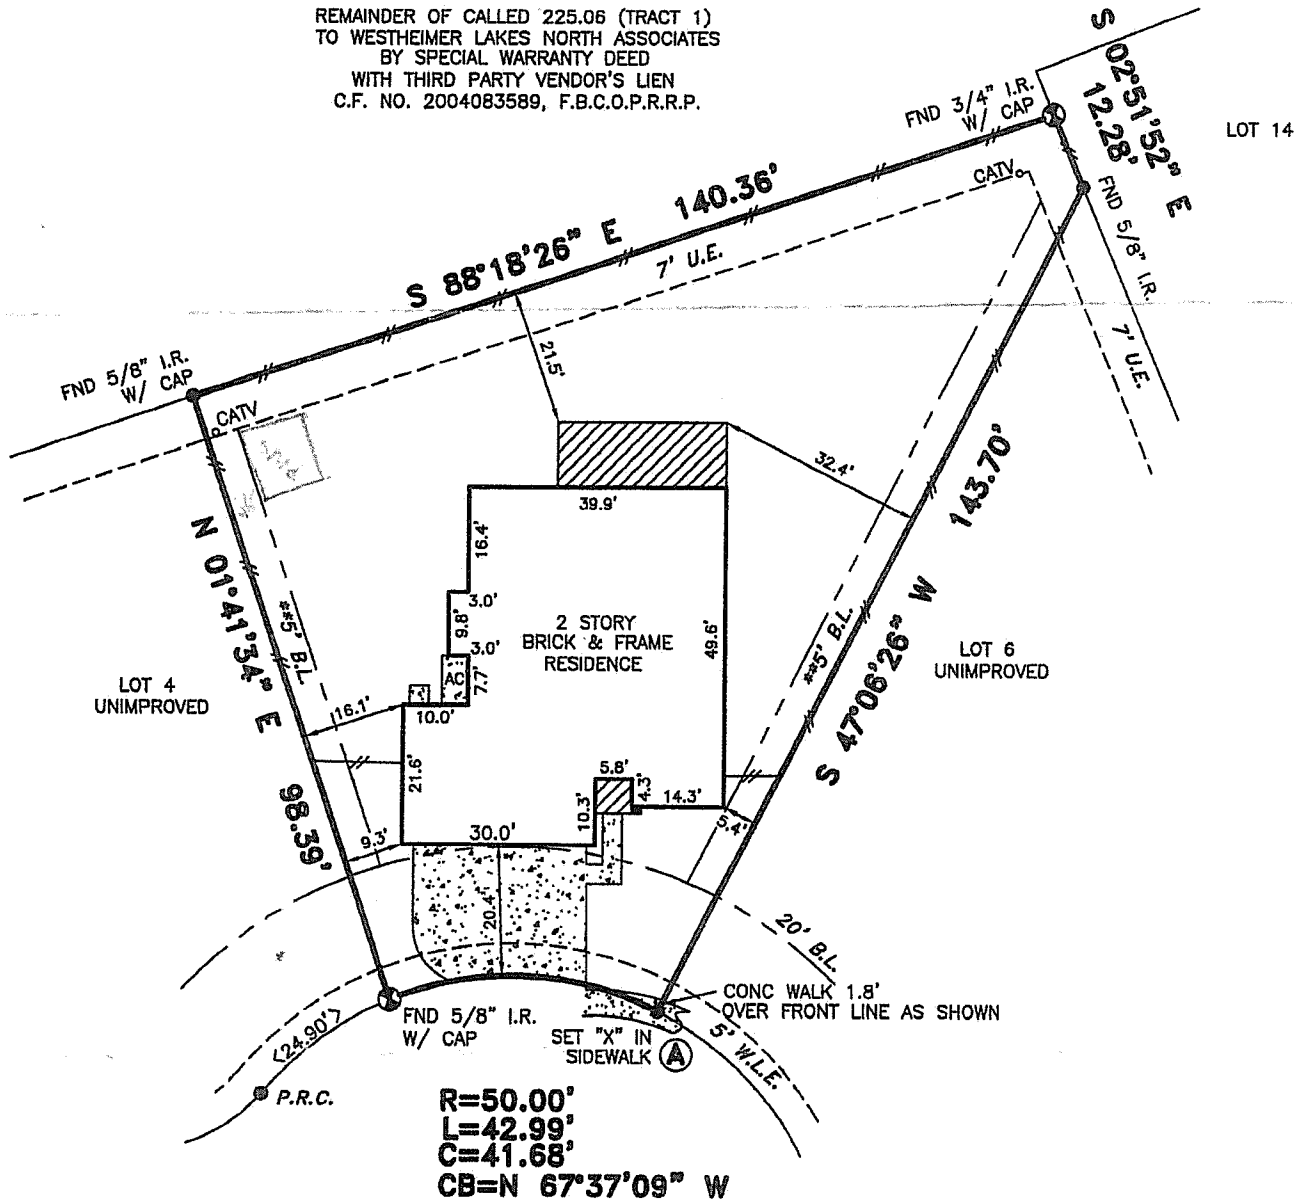 REMAINDER OF CALLED 225.06 (TRACT 1)
TO WESTHEIMER LAKES NORTH ASSOCIATES
BY SPECIAL WARRANTY DEED
WITH THIRD PARTY VENDOR'S LIEN
C.F. NO. 2004083589, F.B.C.O.P.R.R.P.
S 02°51'52" E
12.28'
FND 3/4" I.R.
W/ CAP
LOT 14
CATV
FND 5/8" I.R.
7' U.E.
S 88°18'26" E 140.36'
7' U.E.
21.5'
FND 5/8" I.R.
W/ CAP
CATV
32.4'
143.70'
39.9'
16.4'
3.0'
9.8'
3.0'
AC
7.7'
10.0'
2 STORY
BRICK & FRAME
RESIDENCE
49.6'
N 01°41'34" E 98.39'
**5' B.L.
**5' B.L.
S 47°06'26" W
LOT 4
UNIMPROVED
LOT 6
UNIMPROVED
16.1'
21.6'
5.8'
4.3'
10.3'
14.3'
5.4'
9.3'
30.0'
20.4'
20' B.L.
CONC WALK 1.8'
OVER FRONT LINE AS SHOWN
FND 5/8" I.R.
W/ CAP
SET "X" IN
SIDEWALK
A
5' W.L.E.
<24.90'>
P.R.C.
R=50.00'
L=42.99'
C=41.68'
CB=N 67°37'09" W